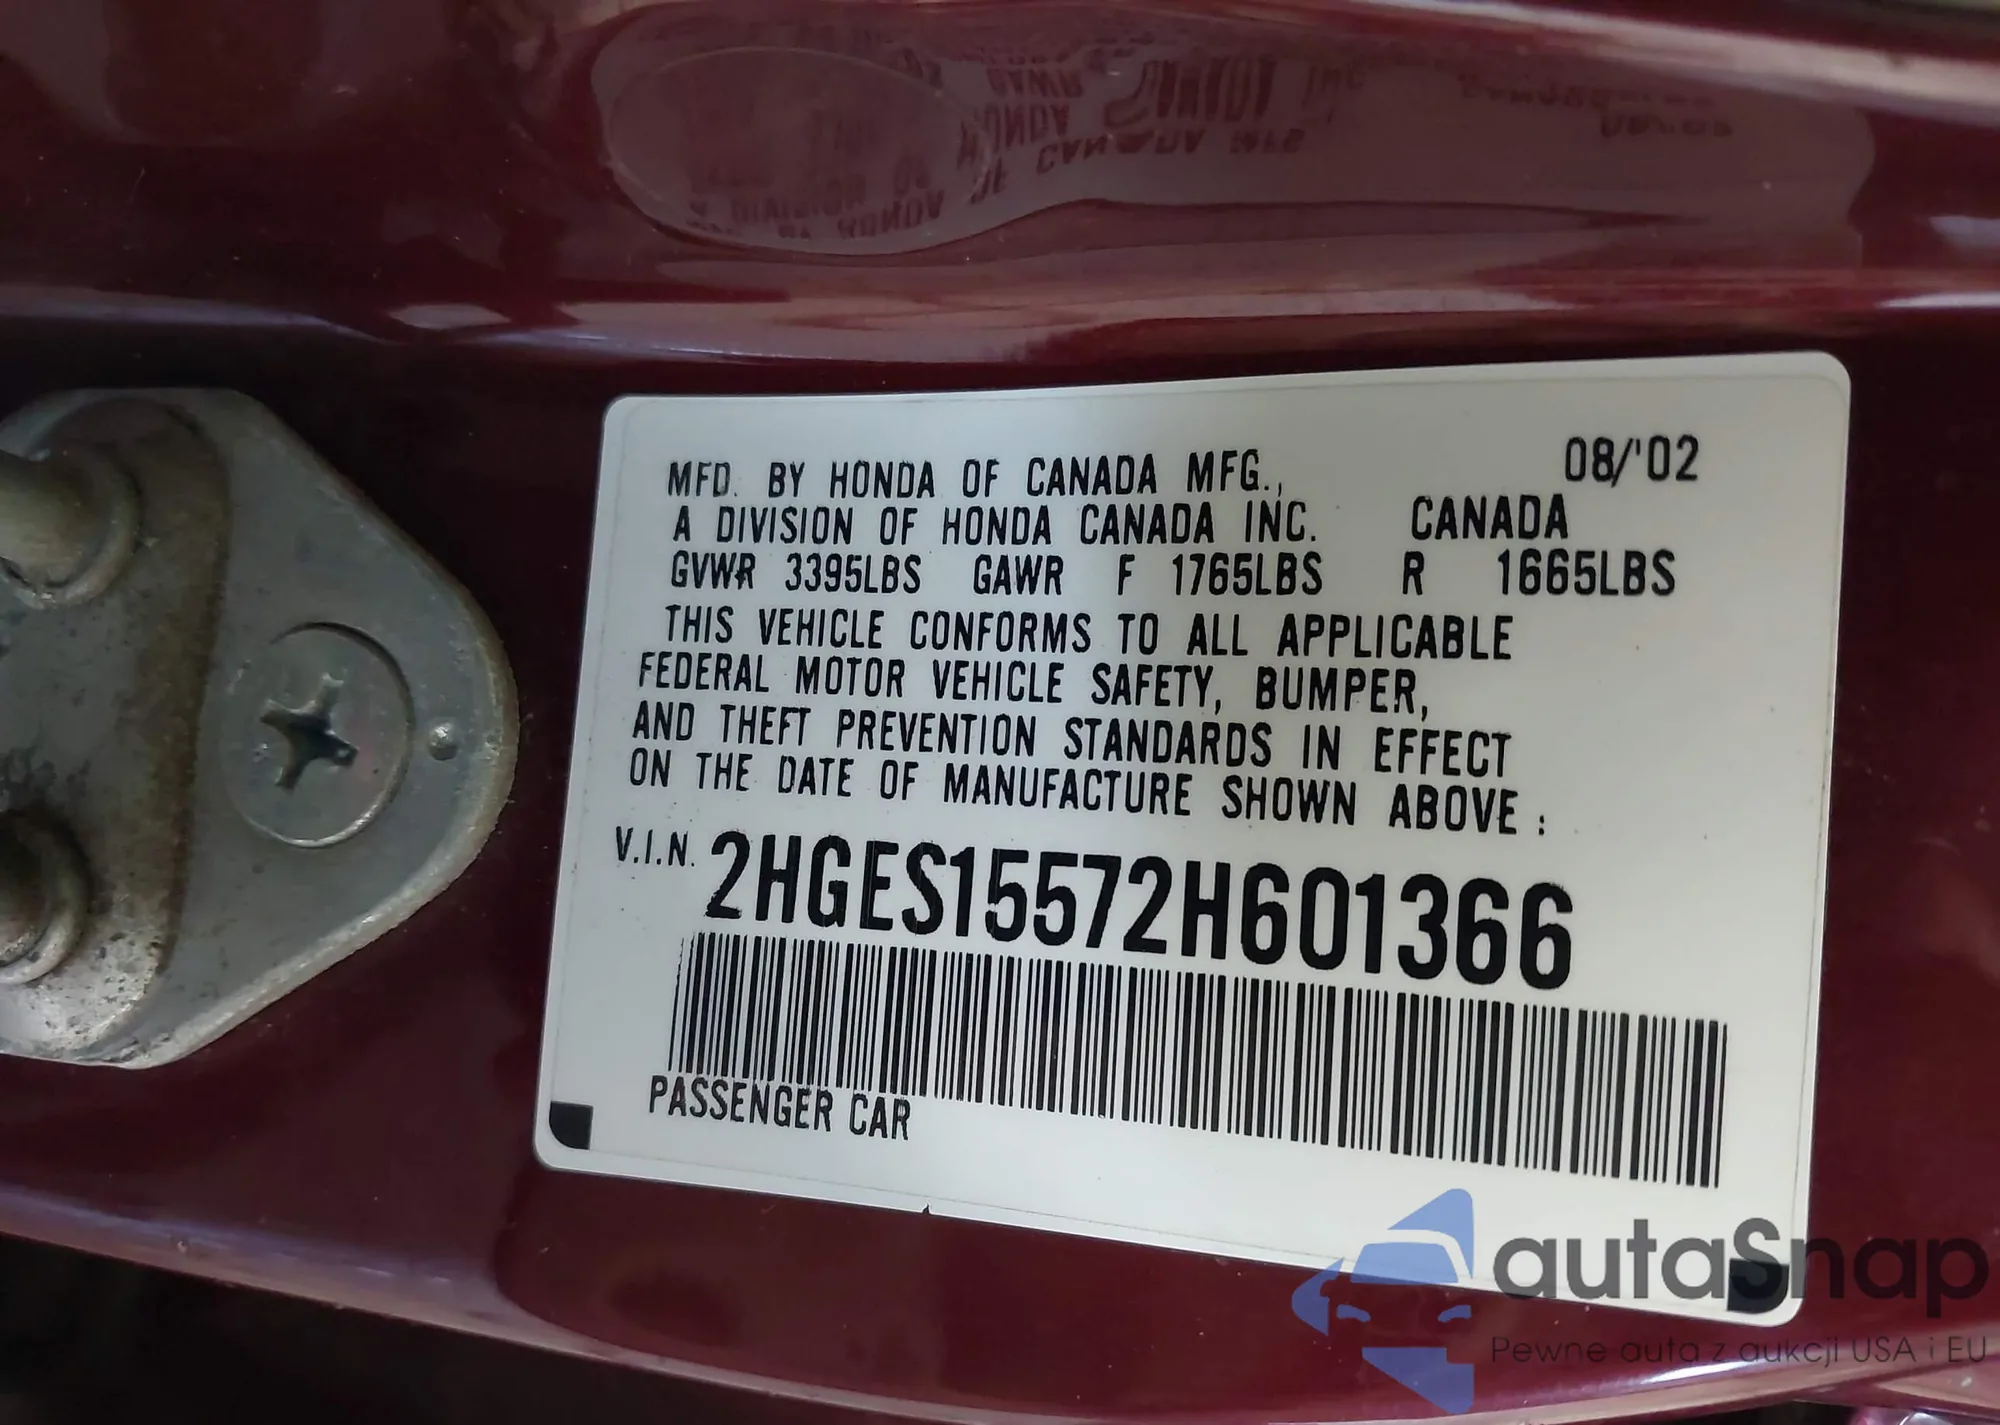 MFD. BY HONDA OF CANADA MFG., 08/'02
A DIVISION OF HONDA CANADA INC. CANADA
GVWR 3395LBS GAWR F 1765LBS R 1665LBS
THIS VEHICLE CONFORMS TO ALL APPLICABLE
FEDERAL MOTOR VEHICLE SAFETY, BUMPER,
AND THEFT PREVENTION STANDARDS IN EFFECT
ON THE DATE OF MANUFACTURE SHOWN ABOVE :
V.I.N. 2HGES15572H601366
PASSENGER CAR
autaSnap
Pewne auta z aukcji USA i EU